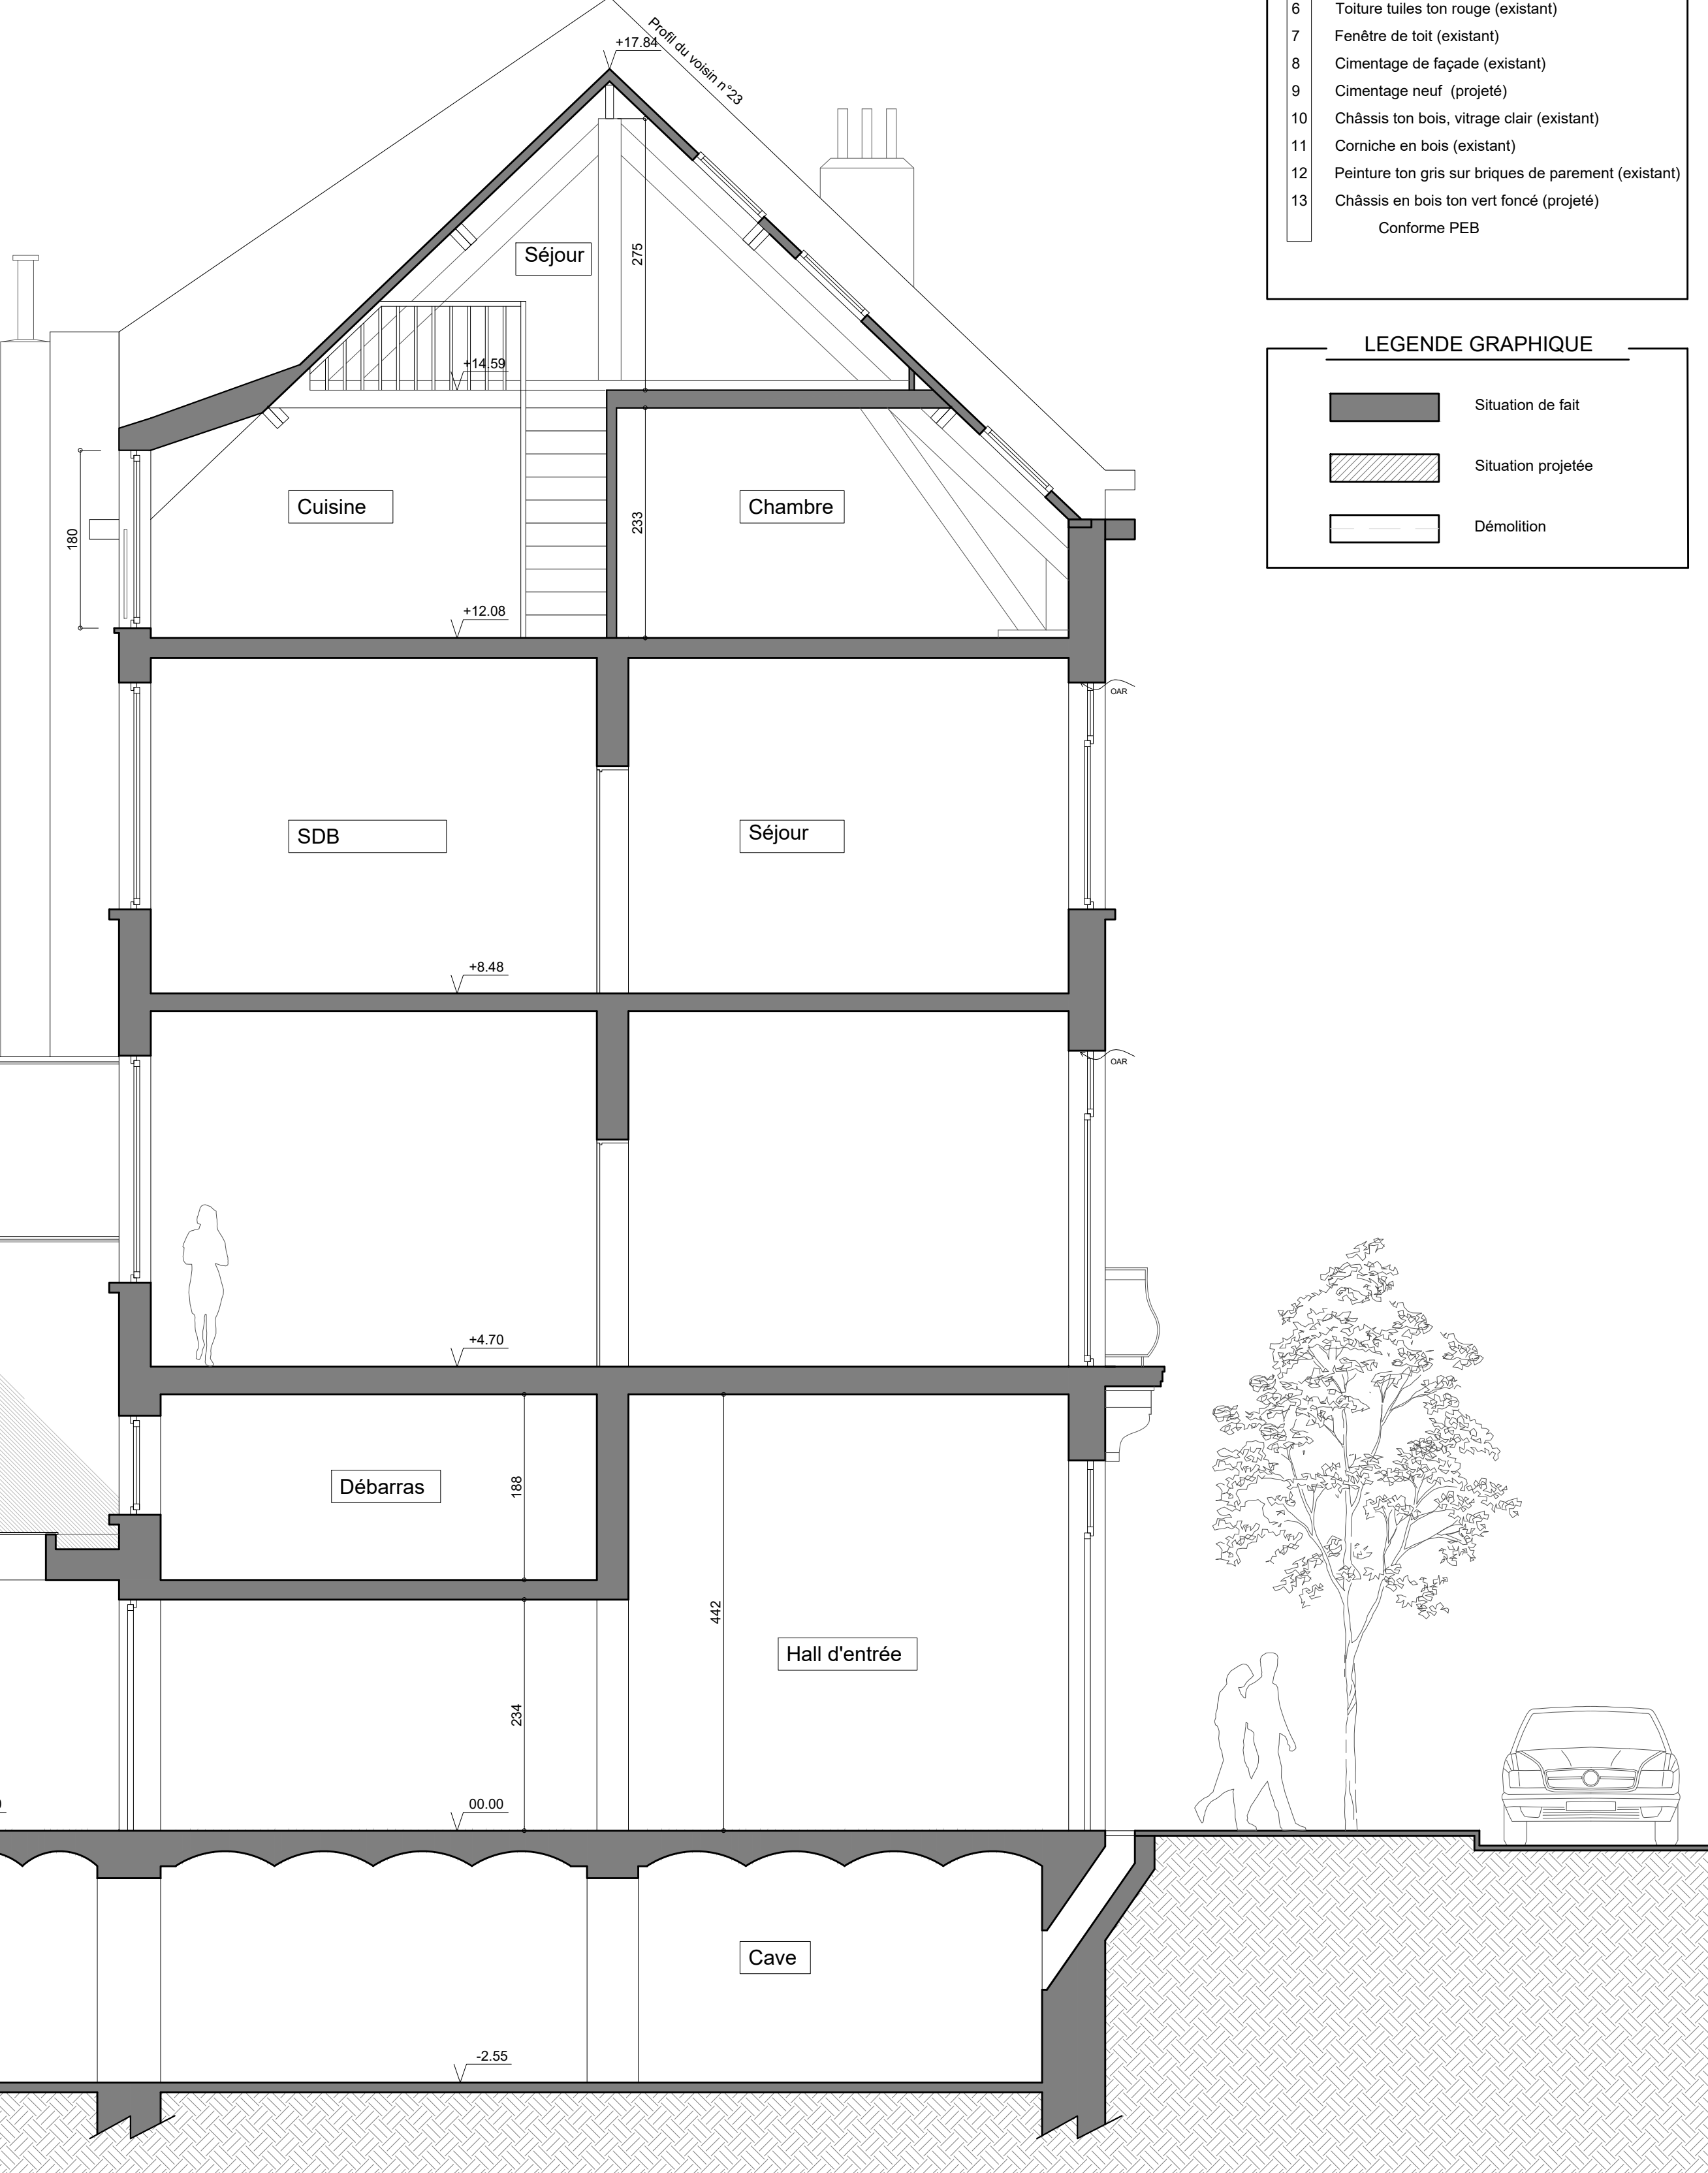 6 Toiture tuiles ton rouge (existant)
7 Fenêtre de toit (existant)
8 Cimentage de façade (existant)
9 Cimentage neuf (projeté)
10 Châssis ton bois, vitrage clair (existant)
11 Corniche en bois (existant)
12 Peinture ton gris sur briques de parement (existant)
13 Châssis en bois ton vert foncé (projeté)
Conforme PEB
LEGENDE GRAPHIQUE
Situation de fait
Situation projetée
Démolition
Profil du voisin n°23
+17.84
Séjour
275
+14.59
180
Cuisine
233
Chambre
+12.08
OAR
SDB
Séjour
+8.48
OAR
+4.70
Débarras
188
442
Hall d'entrée
234
00.00
Cave
-2.55